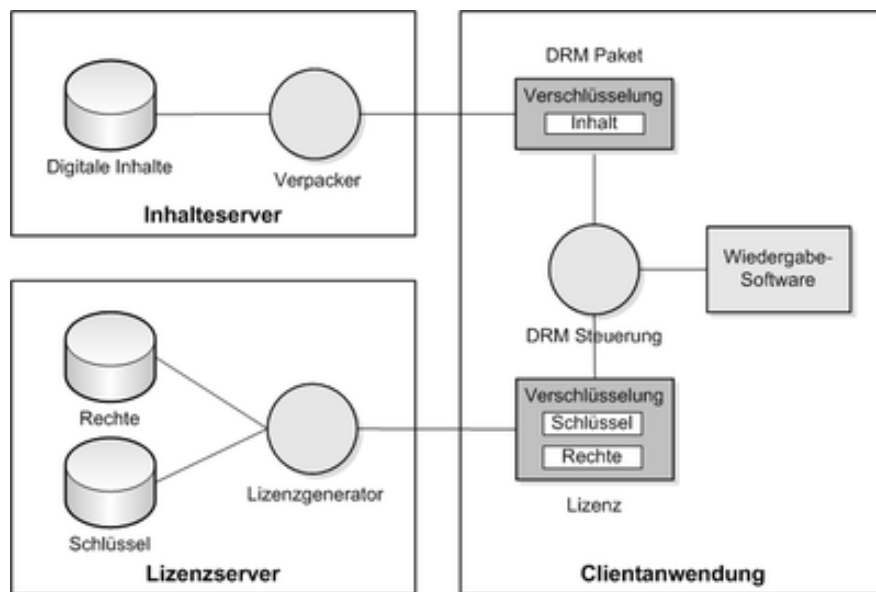 Digitale Inhalte
Verpacker
Inhalteserver
Rechte
Schlüssel
Lizenzgenerator
Lizenzserver
DRM Paket
Verschlüsselung
Inhalt
Wiedergabe-
Software
DRM Steuerung
Verschlüsselung
Schlüssel
Rechte
Lizenz
Clientanwendung